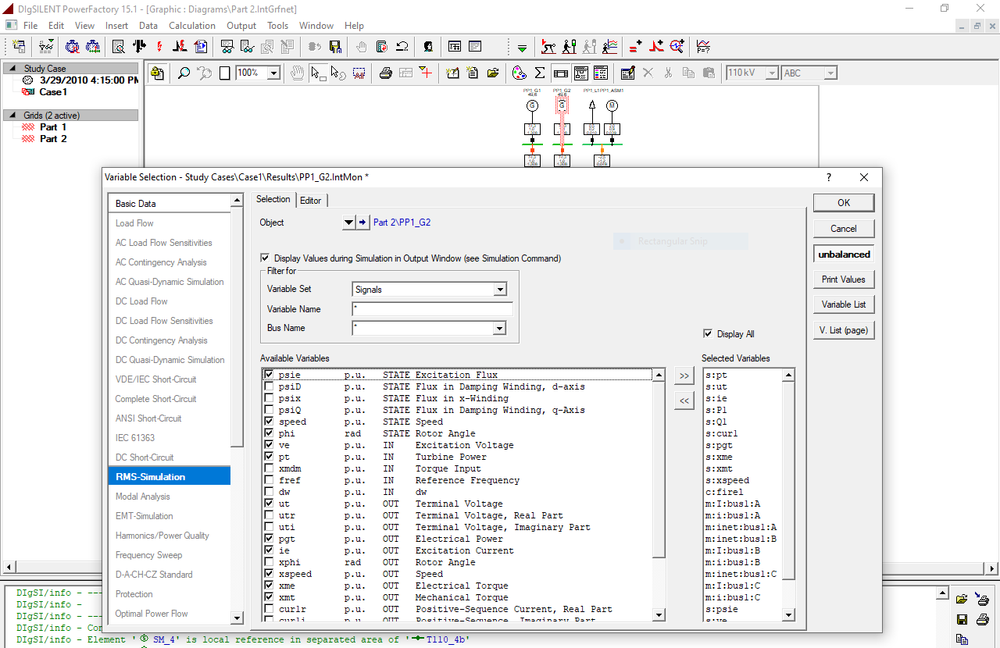 DIgSILENT PowerFactory 15.1 - [Graphic : Diagrams\Part 2.IntGrfnet]
File Edit View Insert Data Calculation Output Tools Window Help
Study Case
3/29/2010 4:15:00 PM
Case1
Grids (2 active)
Part 1
Part 2
100%
110 kV
ABC
PP1_G1 PP1_G2 PP1_L1 PP1_ASM1
G G M
Variable Selection - Study Cases\Case1\Results\PP1_G2.IntMon *
? X
Basic Data
Load Flow
AC Load Flow Sensitivities
AC Contingency Analysis
AC Quasi-Dynamic Simulation
DC Load Flow
DC Load Flow Sensitivities
DC Contingency Analysis
DC Quasi-Dynamic Simulation
VDE/IEC Short-Circuit
Complete Short-Circuit
ANSI Short-Circuit
IEC 61363
DC Short-Circuit
RMS-Simulation
Modal Analysis
EMT-Simulation
Harmonics/Power Quality
Frequency Sweep
D-A-CH-CZ Standard
Protection
Optimal Power Flow
Selection Editor
Object Part 2\PP1_G2
Rectangular Snip
Display Values during Simulation in Output Window (see Simulation Command)
Filter for
Variable Set Signals
Variable Name *
Bus Name *
Display All
Available Variables
psie p.u. STATE Excitation Flux
psiD p.u. STATE Flux in Damping Winding, d-axis
psix p.u. STATE Flux in x-Winding
psiQ p.u. STATE Flux in Damping Winding, q-Axis
speed p.u. STATE Speed
phi rad STATE Rotor Angle
ve p.u. IN Excitation Voltage
pt p.u. IN Turbine Power
xmdm p.u. IN Torque Input
fref p.u. IN Reference Frequency
dw p.u. IN dw
ut p.u. OUT Terminal Voltage
utr p.u. OUT Terminal Voltage, Real Part
uti p.u. OUT Terminal Voltage, Imaginary Part
pgt p.u. OUT Electrical Power
ie p.u. OUT Excitation Current
xphi rad OUT Rotor Angle
xspeed p.u. OUT Speed
xme p.u. OUT Electrical Torque
xmt p.u. OUT Mechanical Torque
curlr p.u. OUT Positive-Sequence Current, Real Part
curli p.u. OUT Positive-Sequence, Imaginary Part
>>
<<
Selected Variables
s:pt
s:ut
s:ie
s:P1
s:Q1
s:cur1
s:pgt
s:xme
s:xmt
s:xspeed
c:firel
m:I:bus1:A
m:i:bus1:A
m:inet:bus1:A
m:inet:bus1:B
m:I:bus1:B
m:i:bus1:B
m:inet:bus1:C
m:I:bus1:C
m:i:bus1:C
s:psie
s:ve
OK
Cancel
unbalanced
Print Values
Variable List
V. List (page)
DIgSI/info - ---
DIgSI/info -
DIgSI/info - ---
DIgSI/info - Con
DIgSI/info - Element ' SM_4' is local reference in separated area of ' T110_4b'